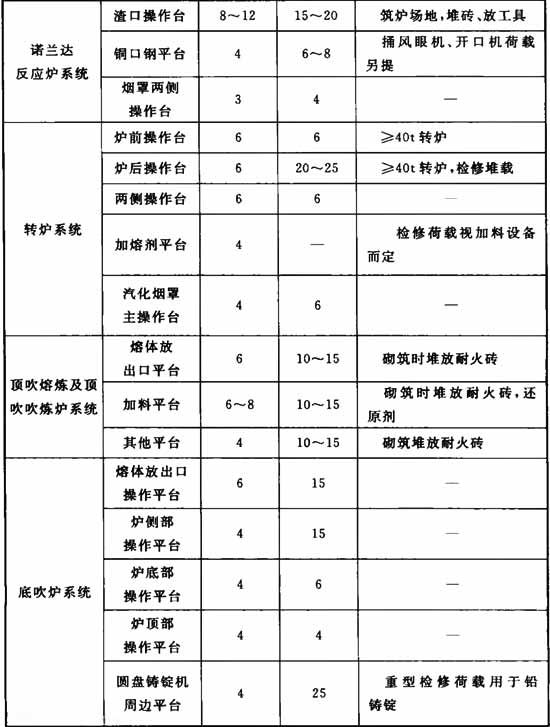 诺兰达
反应炉系统
渣口操作台 8～12 15～20 筑炉场地，堆砖、放工具
铜口钢平台 4 6～8 捅风眼机、开口机荷载
另提
烟罩两侧
操作台 3 4 —
转炉系统
炉前操作台 6 6 ≥40t 转炉
炉后操作台 6 20～25 ≥40t 转炉，检修堆载
两侧操作台 6 6 —
加熔剂平台 4 — 检修荷载视加料设备
而定
汽化烟罩
主操作台 4 6 —
顶吹熔炼及顶
吹吹炼炉系统
熔体放
出口平台 6 10～15 砌筑时堆放耐火砖
加料平台 6～8 10～15 砌筑时堆放耐火砖，还
原剂
其他平台 4 10～15 砌筑堆放耐火砖
底吹炉系统
熔体放出口
操作平台 6 15 —
炉侧部
操作平台 4 15 —
炉底部
操作平台 4 6 —
炉顶部
操作平台 4 4 —
圆盘铸锭机
周边平台 4 25 重型检修荷载用于铅
铸锭